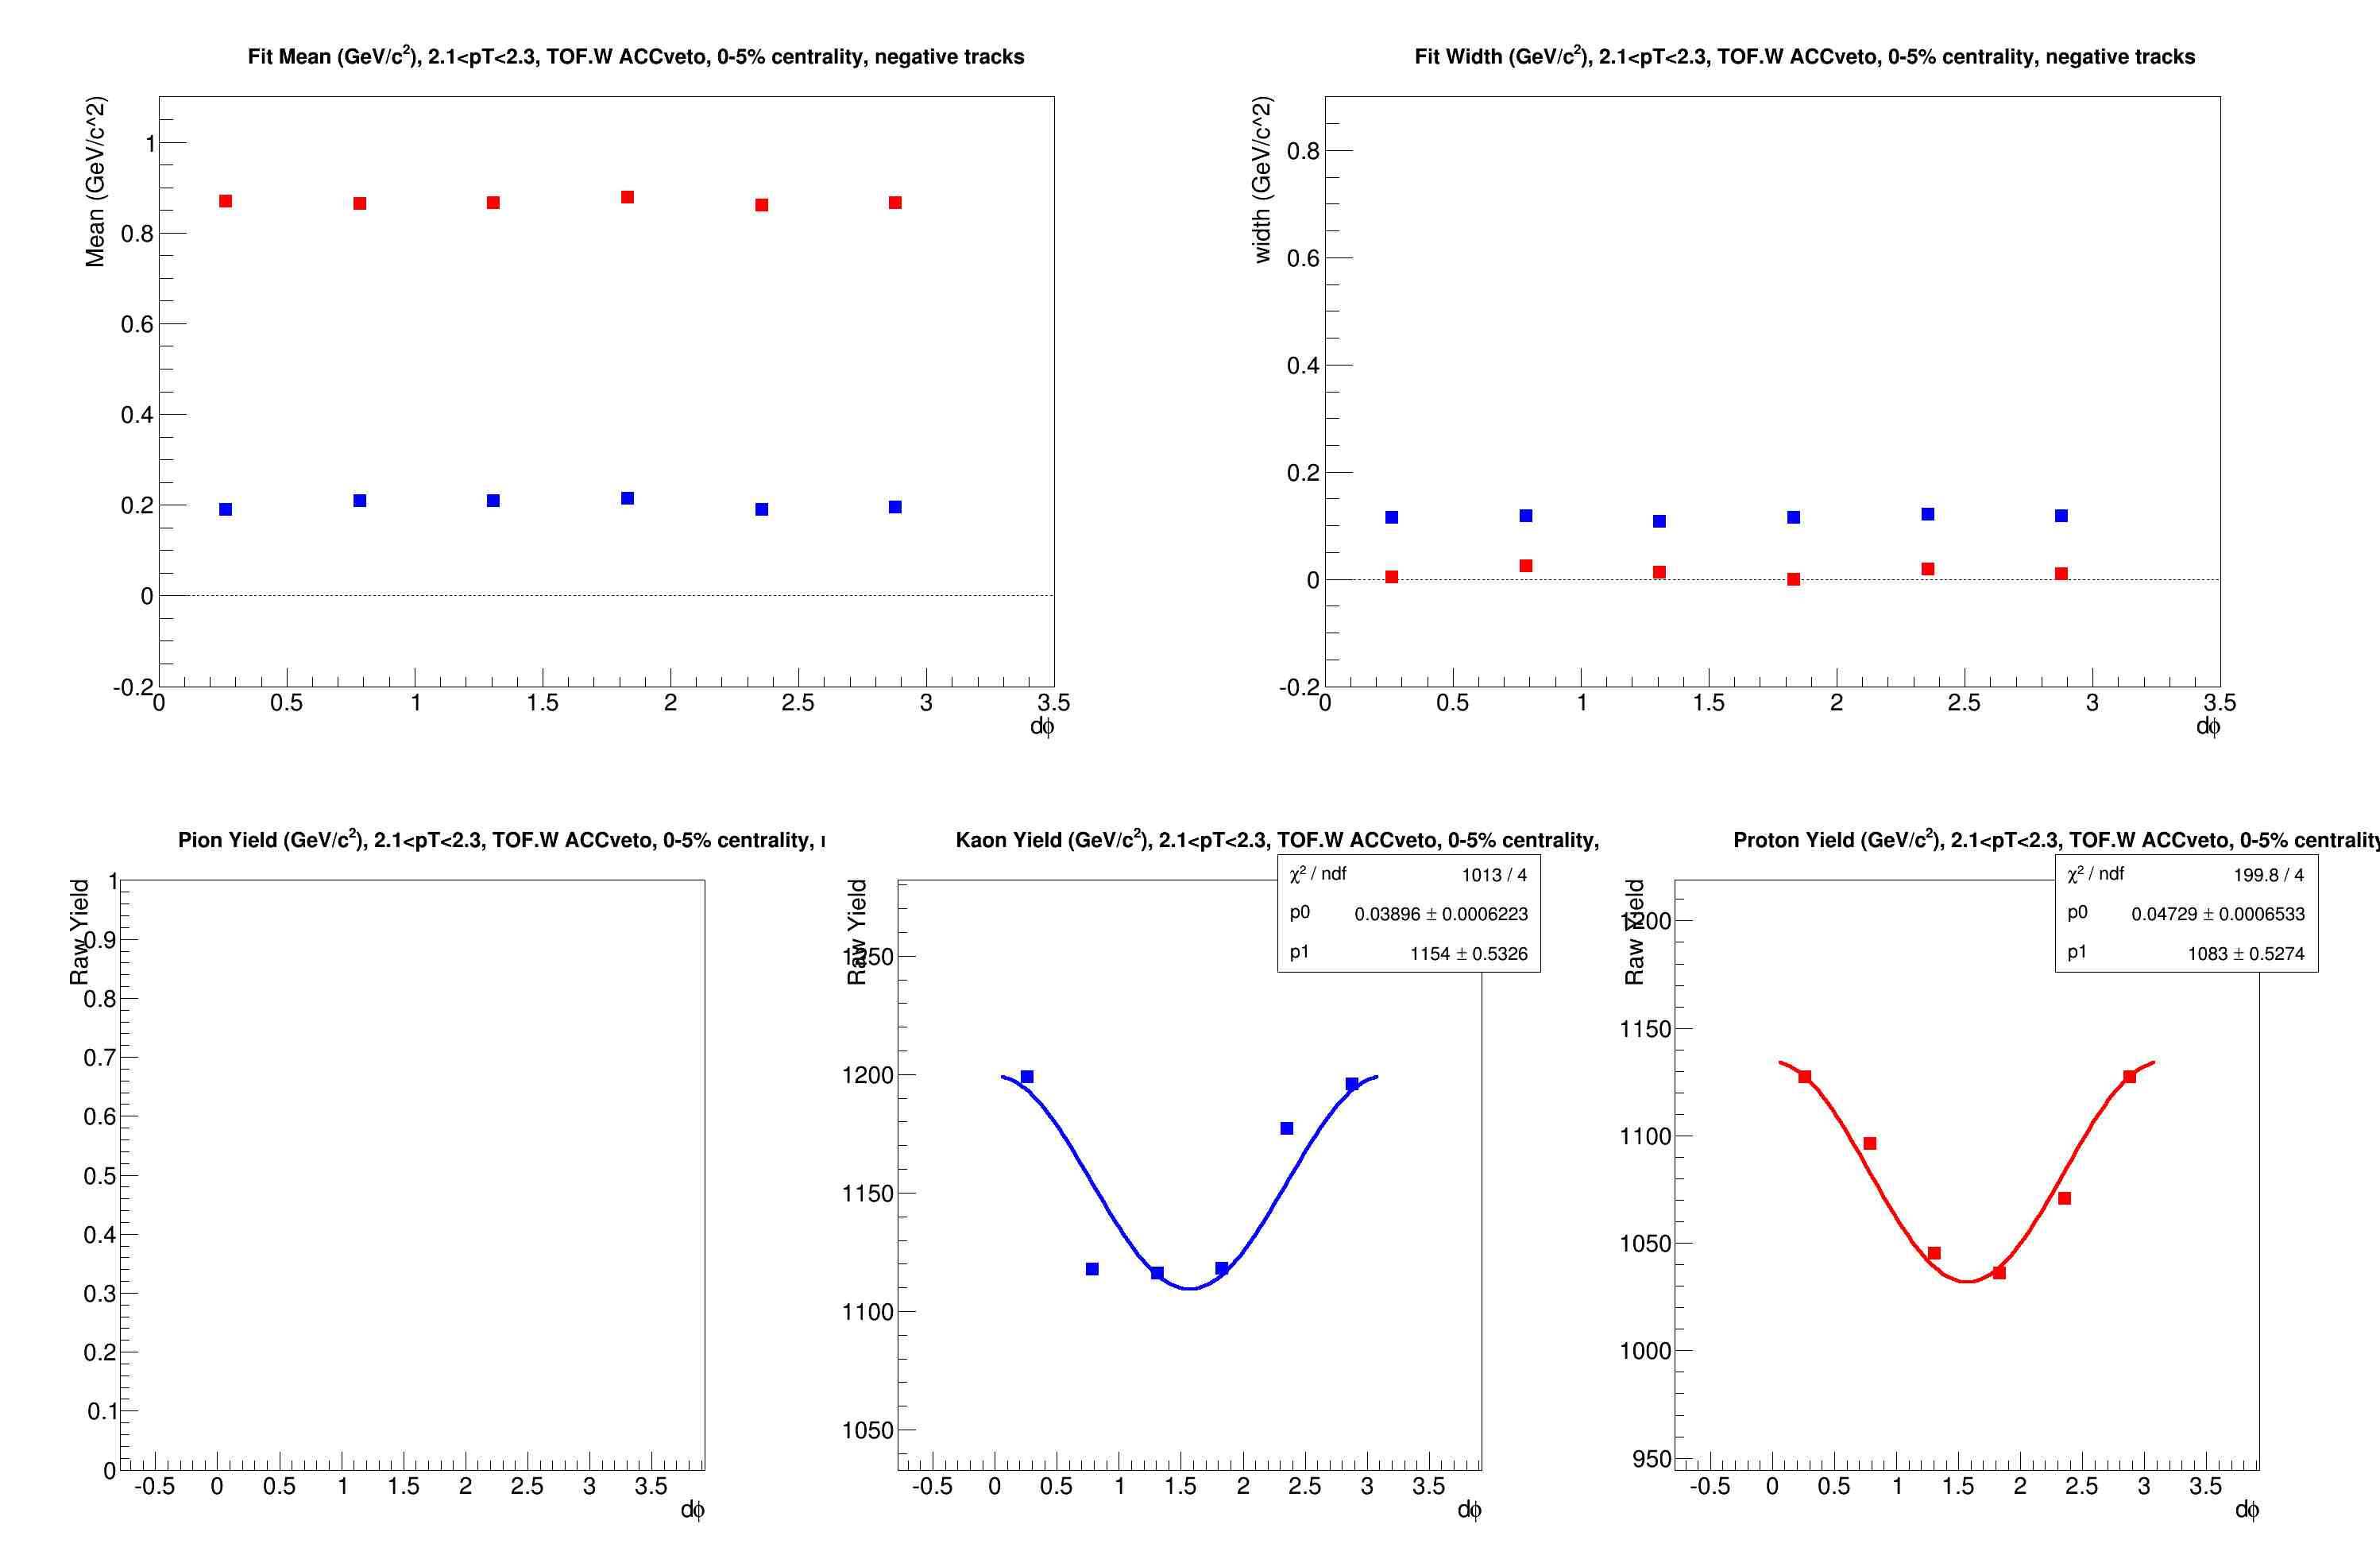 Fit Mean (GeV/c2), 2.1<pT<2.3, TOF.W ACCveto, 0-5% centrality, negative tracks
Mean (GeV/c^2)
1
0.8
0.6
0.4
0.2
0
-0.2
0 0.5 1 1.5 2 2.5 3 3.5
dϕ
Fit Width (GeV/c2), 2.1<pT<2.3, TOF.W ACCveto, 0-5% centrality, negative tracks
width (GeV/c^2)
0.8
0.6
0.4
0.2
0
-0.2
0 0.5 1 1.5 2 2.5 3 3.5
dϕ
Pion Yield (GeV/c2), 2.1<pT<2.3, TOF.W ACCveto, 0-5% centrality,
Raw Yield
1
0.9
0.8
0.7
0.6
0.5
0.4
0.3
0.2
0.1
0
-0.5 0 0.5 1 1.5 2 2.5 3 3.5
dϕ
Kaon Yield (GeV/c2), 2.1<pT<2.3, TOF.W ACCveto, 0-5% centrality,
χ2 / ndf 1013 / 4
p0 0.03896 ± 0.0006223
p1 1154 ± 0.5326
Raw Yield
1250
1200
1150
1100
1050
-0.5 0 0.5 1 1.5 2 2.5 3 3.5
dϕ
Proton Yield (GeV/c2), 2.1<pT<2.3, TOF.W ACCveto, 0-5% centrality
χ2 / ndf 199.8 / 4
p0 0.04729 ± 0.0006533
p1 1083 ± 0.5274
Raw Yield
1200
1150
1100
1050
1000
950
-0.5 0 0.5 1 1.5 2 2.5 3 3.5
dϕ